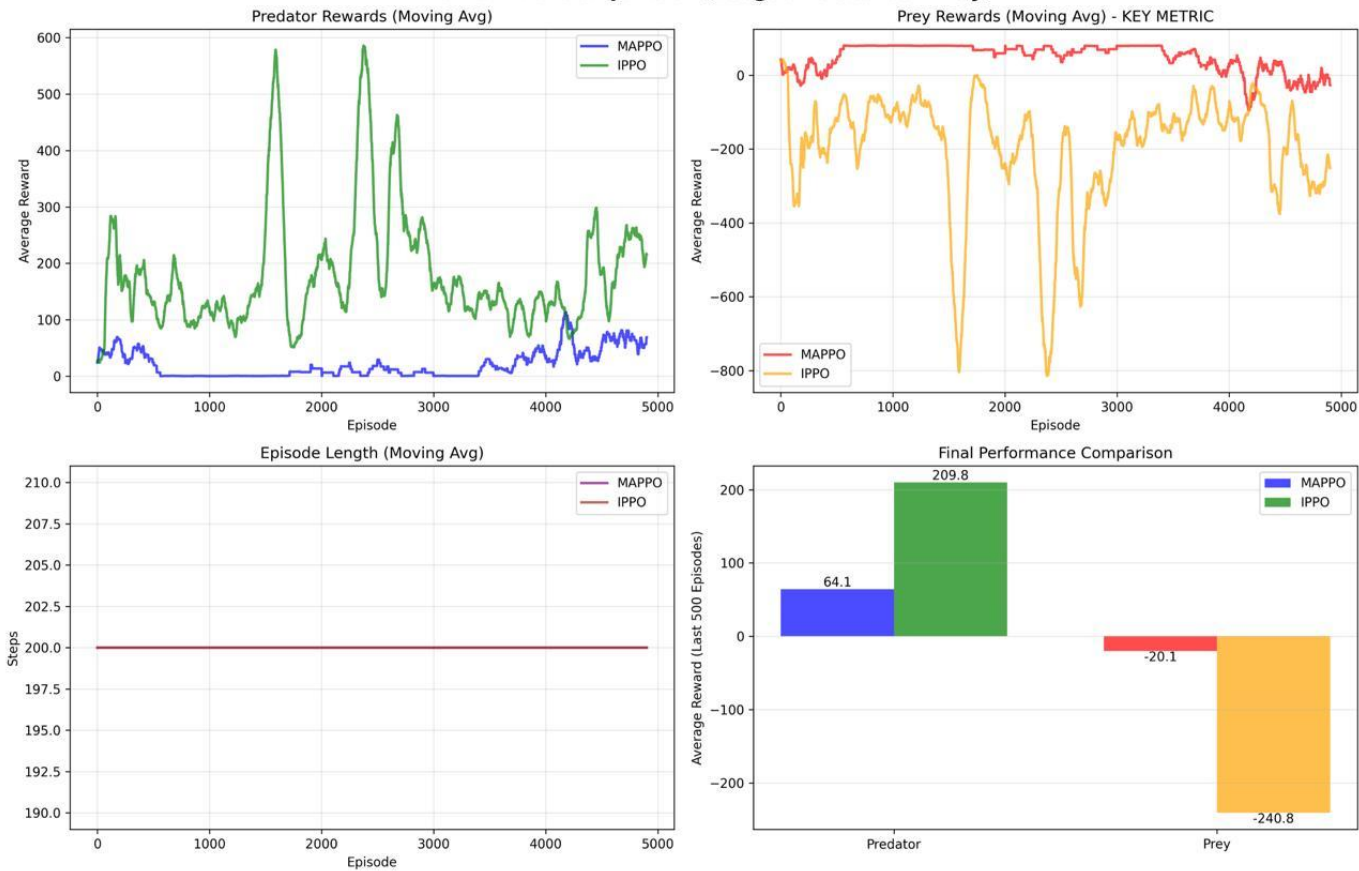 Predator Rewards (Moving Avg)
600
500
400
300
200
100
0
Average Reward
MAPPO
IPPO
0
1000
2000
3000
4000
5000
Episode
Prey Rewards (Moving Avg) - KEY METRIC
0
−200
−400
−600
−800
Average Reward
MAPPO
IPPO
0
1000
2000
3000
4000
5000
Episode
Episode Length (Moving Avg)
210.0
207.5
205.0
202.5
200.0
197.5
195.0
192.5
190.0
Steps
MAPPO
IPPO
0
1000
2000
3000
4000
5000
Episode
Final Performance Comparison
200
100
0
−100
−200
Average Reward (Last 500 Episodes)
MAPPO
IPPO
64.1
209.8
-20.1
-240.8
Predator
Prey